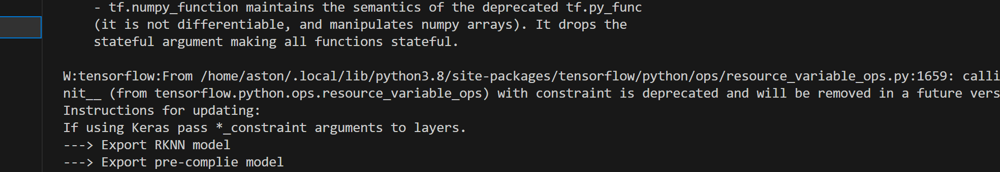 - tf.numpy_function maintains the semantics of the deprecated tf.py_func
(it is not differentiable, and manipulates numpy arrays). It drops the
stateful argument making all functions stateful.
W:tensorflow:From /home/aston/.local/lib/python3.8/site-packages/tensorflow/python/ops/resource_variable_ops.py:1659: calli
nit__ (from tensorflow.python.ops.resource_variable_ops) with constraint is deprecated and will be removed in a future vers
Instructions for updating:
If using Keras pass *_constraint arguments to layers.
---> Export RKNN model
---> Export pre-complie model